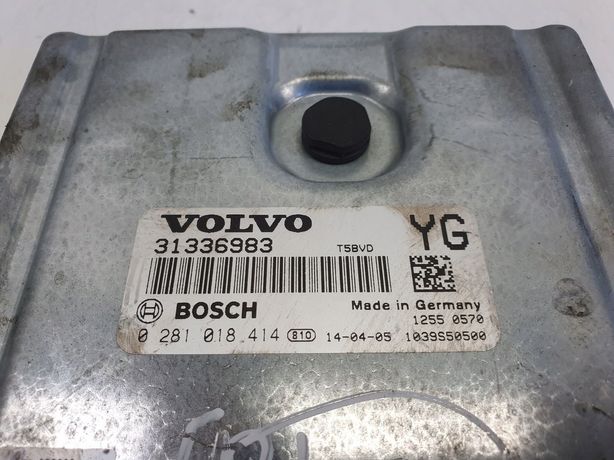 VOLVO YG
31336983 T5BVD
BOSCH Made in Germany
1255 0570
0 281 018 414 810 14-04-05 1039S50500